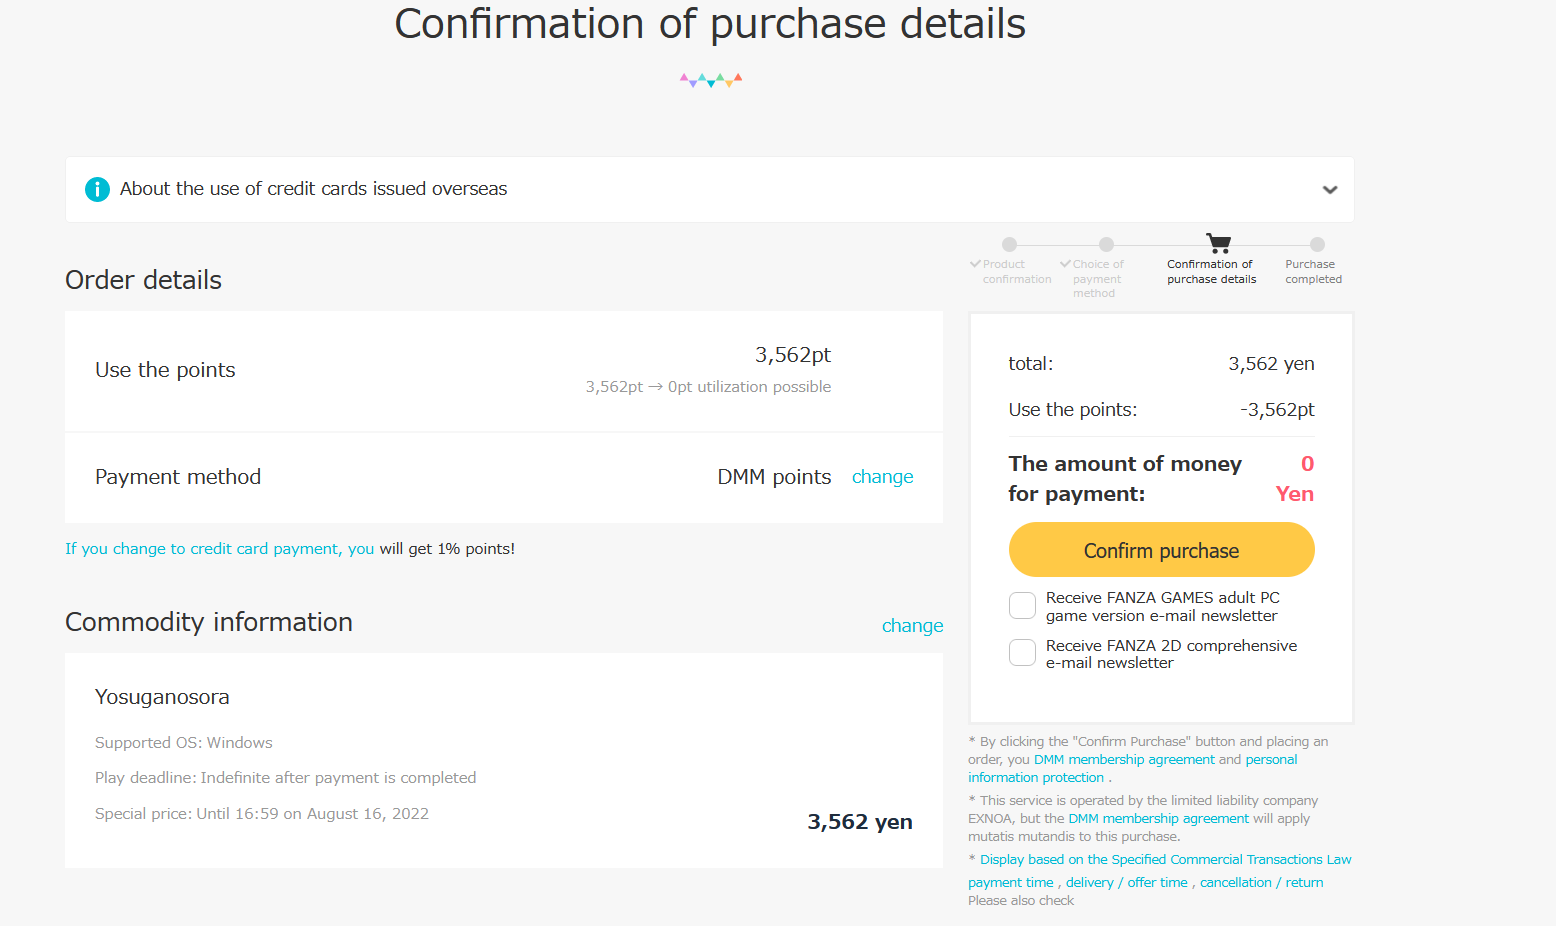 Confirmation of purchase details
About the use of credit cards issued overseas
Product confirmation
Choice of payment method
Confirmation of purchase details
Purchase completed
Order details
Use the points
3,562pt
3,562pt → 0pt utilization possible
Payment method
DMM points
change
If you change to credit card payment, you will get 1% points!
Commodity information
change
Yosuganosora
Supported OS: Windows
Play deadline: Indefinite after payment is completed
Special price: Until 16:59 on August 16, 2022
3,562 yen
total:
3,562 yen
Use the points:
-3,562pt
The amount of money
for payment:
0
Yen
Confirm purchase
Receive FANZA GAMES adult PC
game version e-mail newsletter
Receive FANZA 2D comprehensive
e-mail newsletter
* By clicking the "Confirm Purchase" button and placing an
order, you DMM membership agreement and personal
information protection .
* This service is operated by the limited liability company
EXNOA, but the DMM membership agreement will apply
mutatis mutandis to this purchase.
* Display based on the Specified Commercial Transactions Law
payment time , delivery / offer time , cancellation / return
Please also check